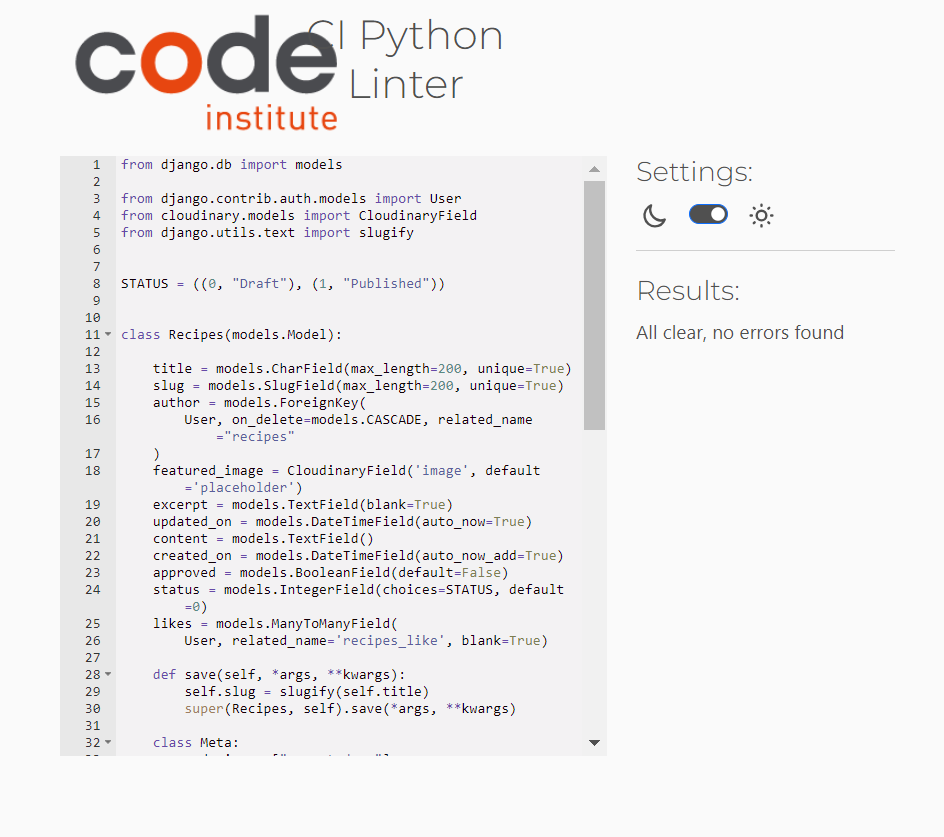 code
institute
CI Python
Linter
1 from django.db import models
2
3 from django.contrib.auth.models import User
4 from cloudinary.models import CloudinaryField
5 from django.utils.text import slugify
6
7
8 STATUS = ((0, "Draft"), (1, "Published"))
9
10
11 class Recipes(models.Model):
12
13     title = models.CharField(max_length=200, unique=True)
14     slug = models.SlugField(max_length=200, unique=True)
15     author = models.ForeignKey(
16         User, on_delete=models.CASCADE, related_name
="recipes"
17     )
18     featured_image = CloudinaryField('image', default
='placeholder')
19     excerpt = models.TextField(blank=True)
20     updated_on = models.DateTimeField(auto_now=True)
21     content = models.TextField()
22     created_on = models.DateTimeField(auto_now_add=True)
23     approved = models.BooleanField(default=False)
24     status = models.IntegerField(choices=STATUS, default
=0)
25     likes = models.ManyToManyField(
26         User, related_name='recipes_like', blank=True)
27
28     def save(self, *args, **kwargs):
29         self.slug = slugify(self.title)
30         super(Recipes, self).save(*args, **kwargs)
31
32     class Meta:
Settings:
Results:
All clear, no errors found